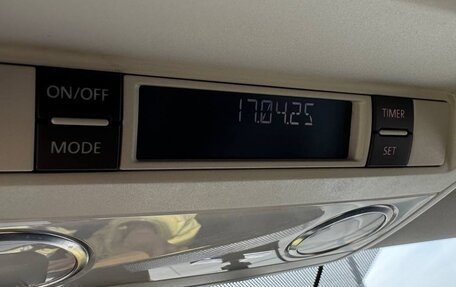 ON/OFF
MODE
17.04.25
TIMER
SET